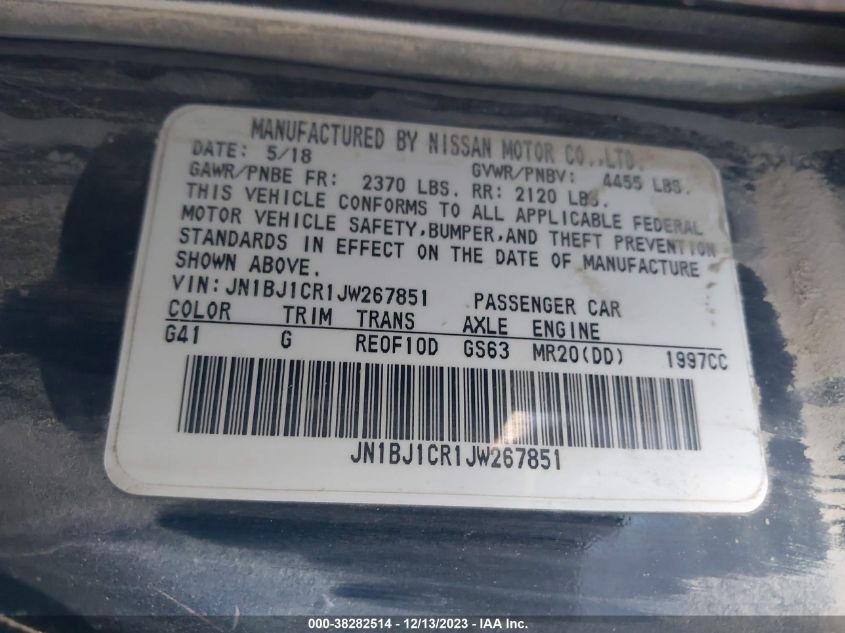 MANUFACTURED BY NISSAN MOTOR CO.,LTD.
DATE: 5/18 GVWR/PNBV: 4455 LBS.
GAWR/PNBE FR: 2370 LBS. RR: 2120 LBS.
THIS VEHICLE CONFORMS TO ALL APPLICABLE FEDERAL
MOTOR VEHICLE SAFETY,BUMPER,AND THEFT PREVENTION
STANDARDS IN EFFECT ON THE DATE OF MANUFACTURE
SHOWN ABOVE.
VIN:JN1BJ1CR1JW267851 PASSENGER CAR
COLOR TRIM TRANS AXLE ENGINE
G41 G RE0F10D GS63 MR20(DD) 1997CC
JN1BJ1CR1JW267851
000-38282514 - 12/13/2023 - IAAI.com